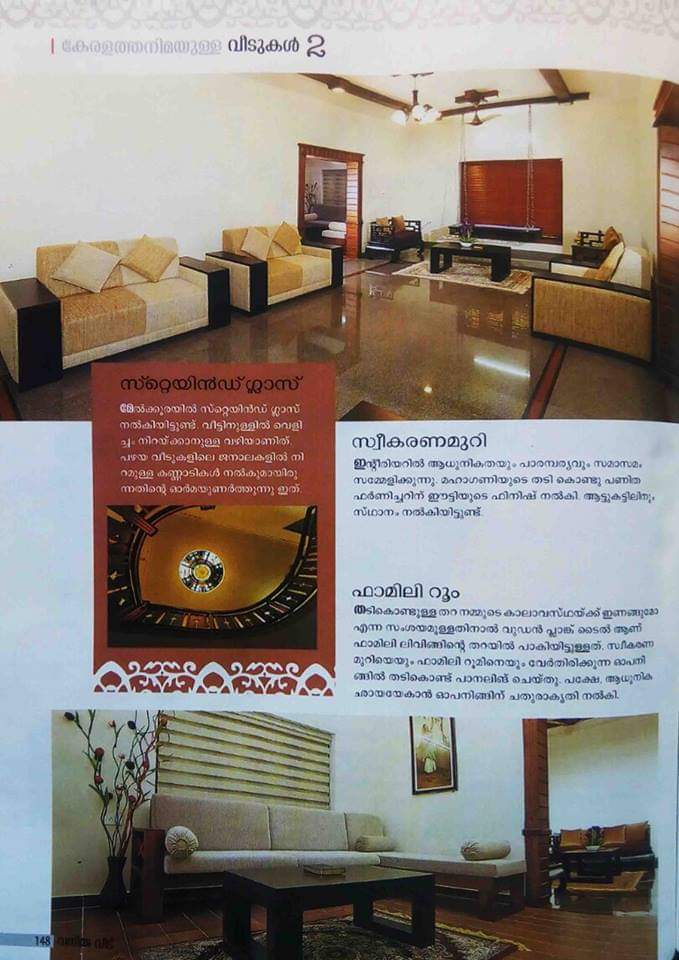 കേരളത്തനിമയുള്ള വീടുകൾ 2
സ്റ്റെയിൻഡ് ഗ്ലാസ്
മേൽക്കൂരയിൽ സ്റ്റെയിൻഡ് ഗ്ലാസ്
നൽകിയിട്ടുണ്ട്. വീട്ടിനുള്ളിൽ വെളി
ച്ചം നിറയ്ക്കാനുള്ള വഴിയാണിത്.
പഴയ വീടുകളിലെ ജനാലകളിൽ നി
റമുള്ള കണ്ണാടികൾ നൽകുമായിരു
ന്നതിന്റെ ഓർമയുണർത്തുന്നു ഇത്.
സ്വീകരണമുറി
ഇന്റീരിയറിൽ ആധുനികതയും പാരമ്പര്യവും സമാസമം
സമ്മേളിക്കുന്നു. മഹാഗണിയുടെ തടി കൊണ്ടു പണിത
ഫർണിച്ചറിന് ഈട്ടിയുടെ ഫിനിഷ് നൽകി. ആട്ടുകട്ടിലിനും
സ്ഥാനം നൽകിയിട്ടുണ്ട്.
ഫാമിലി റൂം
തടികൊണ്ടുള്ള തറ നമ്മുടെ കാലാവസ്ഥയ്ക്ക് ഇണങ്ങുമോ
എന്ന സംശയമുള്ളതിനാൽ വുഡൻ പ്ലാങ്ക് ടൈൽ ആണ്
ഫാമിലി ലിവിങ്ങിന്റെ തറയിൽ പാകിയിട്ടുള്ളത്. സ്വീകരണ
മുറിയെയും ഫാമിലി റൂമിനെയും വേർതിരിക്കുന്ന ഓപനി
ങ്ങിൽ തടികൊണ്ട് പാനലിങ് ചെയ്തു. പക്ഷേ, ആധുനിക
ഛായയേകാൻ ഓപനിങ്ങിന് ചതുരാകൃതി നൽകി.
148 വനിത വീട്